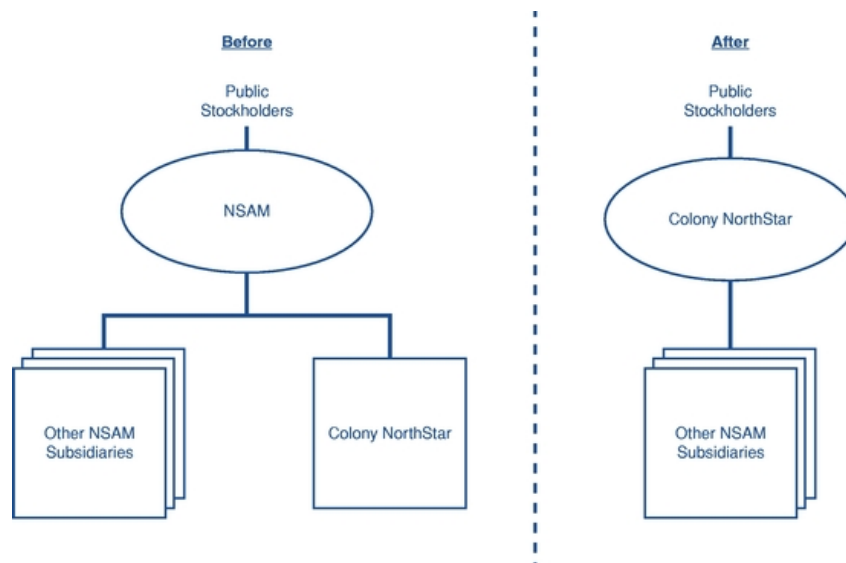 Before
Public
Stockholders
NSAM
Other NSAM
Subsidiaries
Colony NorthStar
After
Public
Stockholders
Colony NorthStar
Other NSAM
Subsidiaries